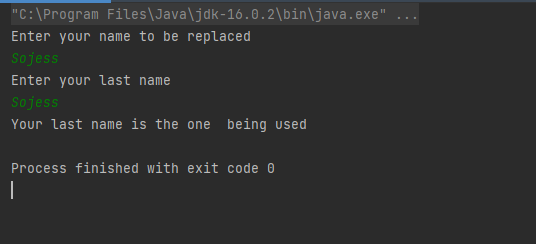 "C:\Program Files\Java\jdk-16.0.2\bin\java.exe" ...
Enter your name to be replaced
Sojess
Enter your last name
Sojess
Your last name is the one  being used
Process finished with exit code 0